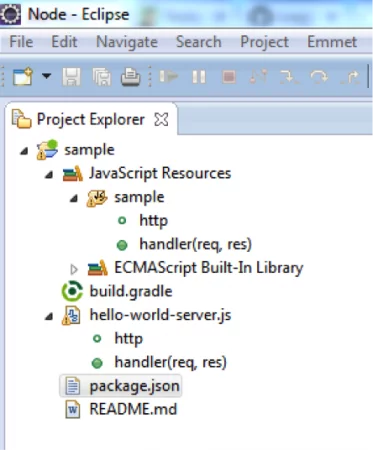 Node - Eclipse
File Edit Navigate Search Project Emmet
Project Explorer
sample
JavaScript Resources
sample
http
handler(req, res)
ECMAScript Built-In Library
build.gradle
hello-world-server.js
http
handler(req, res)
package.json
README.md